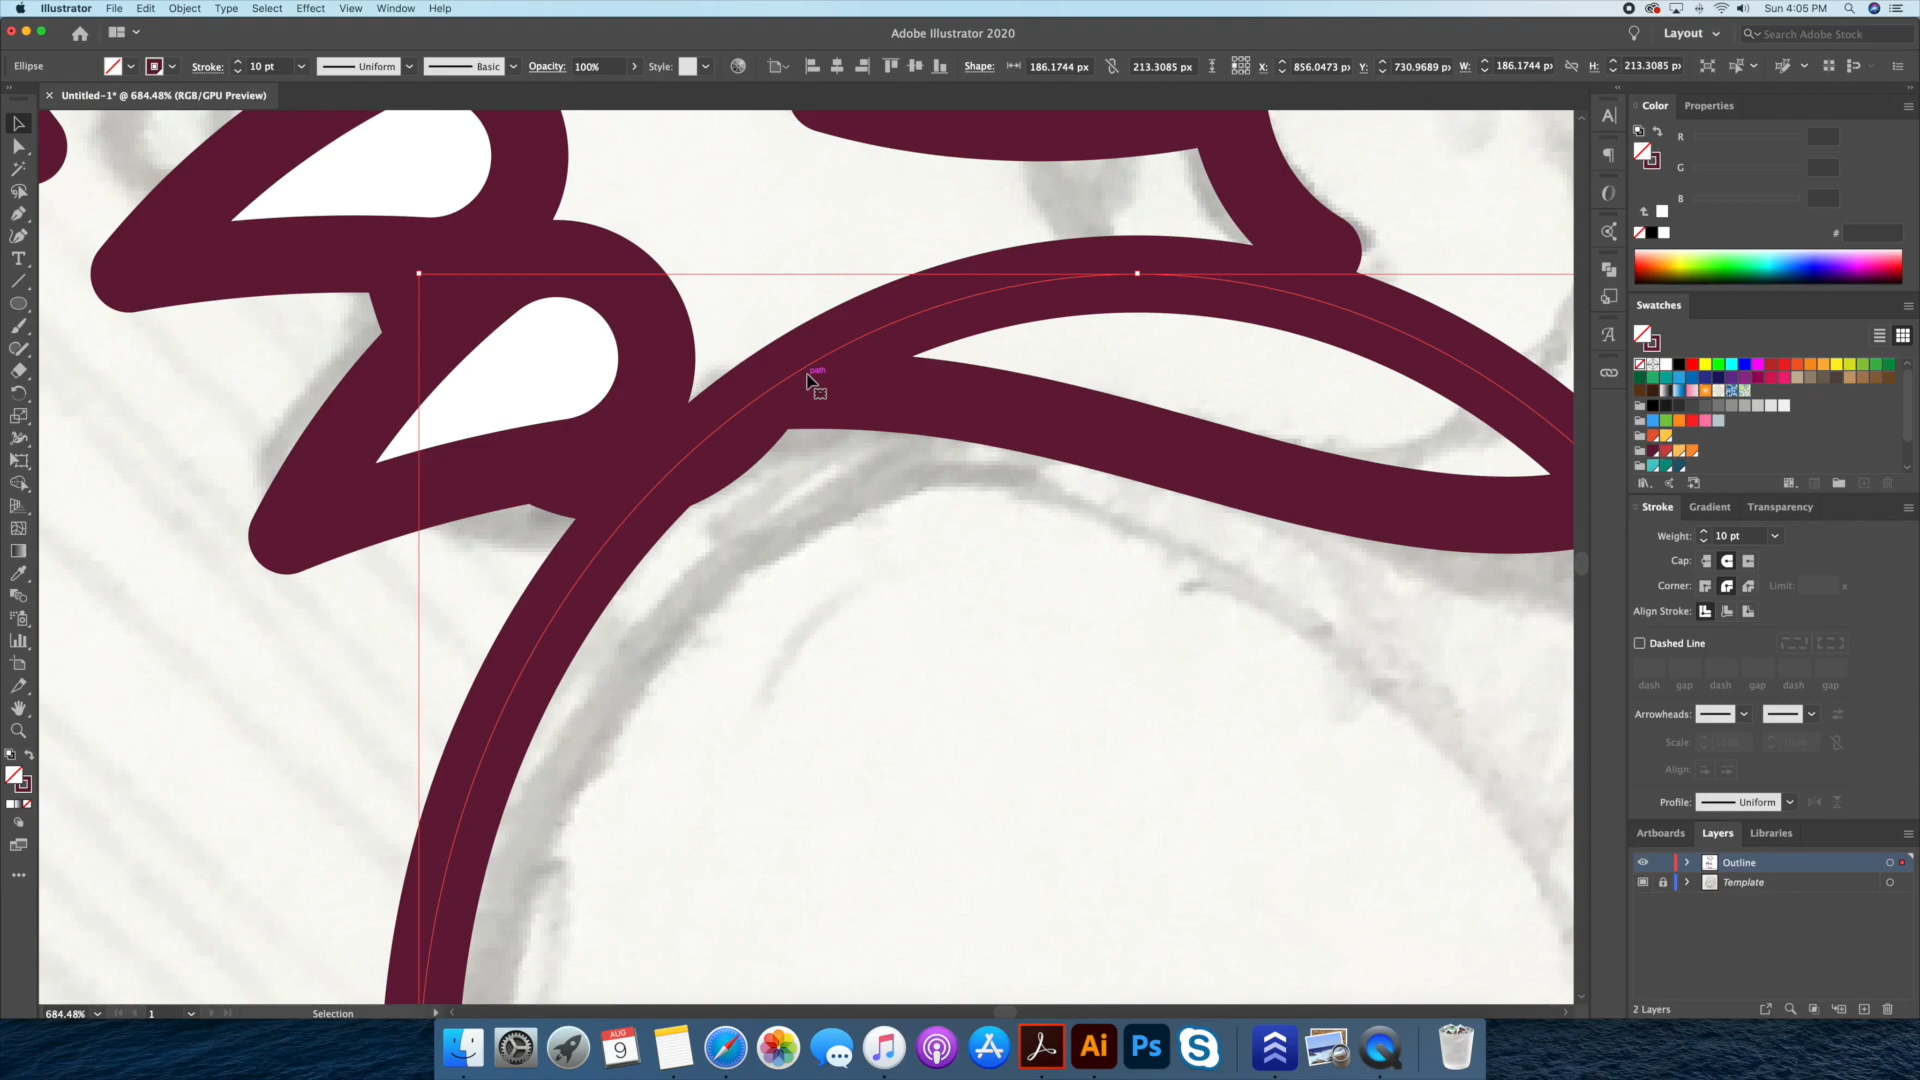 Illustrator File Edit Object Type Select Effect View Window Help
Sun 4:05 PM
Adobe Illustrator 2020
Layout
Search Adobe Stock
Ellipse
Stroke: 10 pt
Uniform
Basic
Opacity: 100%
Style:
Shape: 186.1744 px 213.3085 px
X: 856.0473 px Y: 730.9689 px W: 186.1744 px H: 213.3085 px
Untitled-1* @ 684.48% (RGB/GPU Preview)
path
Color Properties
R
G
B
#
Swatches
Stroke Gradient Transparency
Weight: 10 pt
Cap:
Corner: Limit: x
Align Stroke:
Dashed Line
dash gap dash gap dash gap
Arrowheads:
Scale: 100% 100%
Align:
Profile: Uniform
Artboards Layers Libraries
Outline
Template
2 Layers
684.48% 1 Selection
AUG
9
Ai
Ps